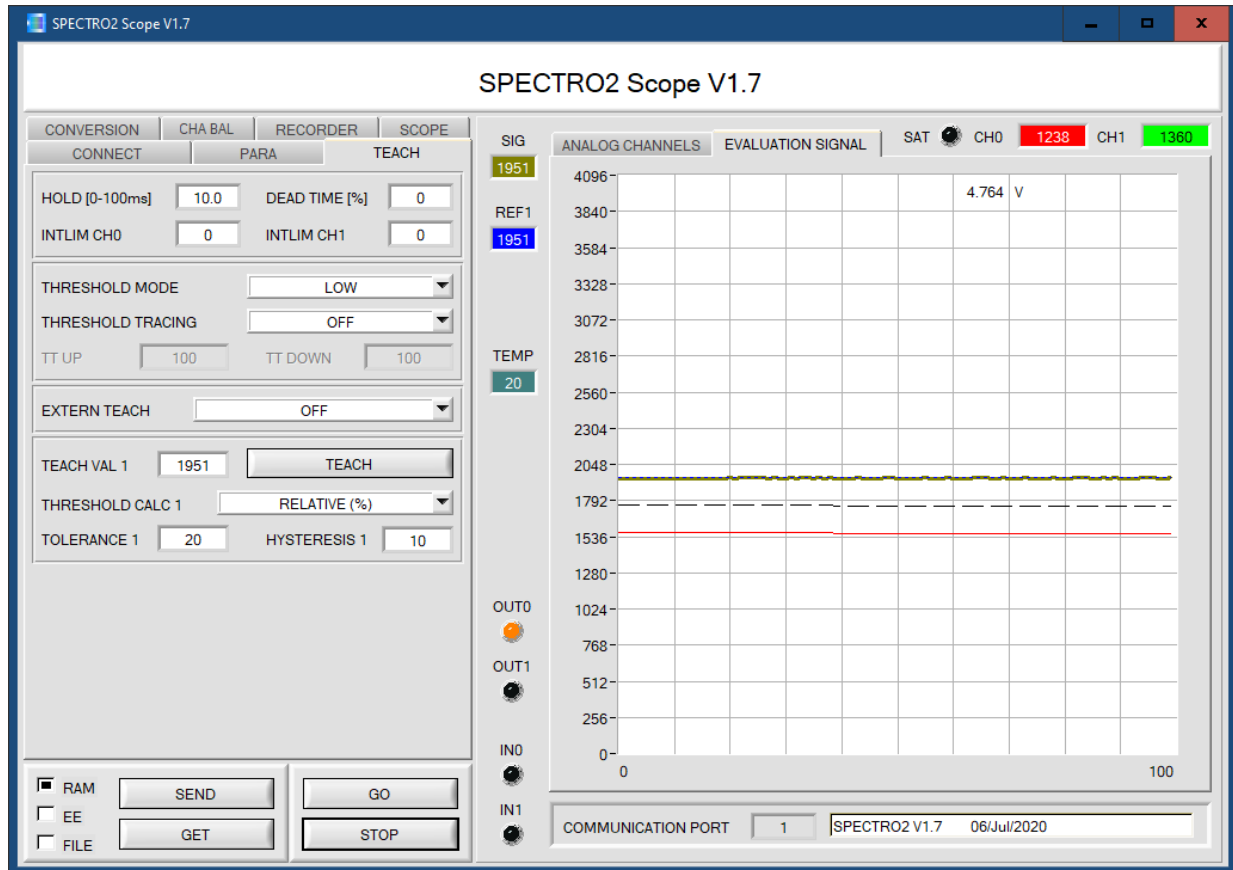 SPECTRO2 Scope V1.7
SPECTRO2 Scope V1.7
CONVERSION CHA BAL RECORDER SCOPE
CONNECT PARA TEACH
HOLD [0-100ms] 10.0 DEAD TIME [%] 0
INTLIM CH0 0 INTLIM CH1 0
THRESHOLD MODE LOW
THRESHOLD TRACING OFF
TT UP 100 TT DOWN 100
EXTERN TEACH OFF
TEACH VAL 1 1951 TEACH
THRESHOLD CALC 1 RELATIVE (%)
TOLERANCE 1 20 HYSTERESIS 1 10
RAM
EE
FILE
SEND
GET
GO
STOP
SIG
1951
REF1
1951
TEMP
20
OUT0
OUT1
IN0
IN1
ANALOG CHANNELS EVALUATION SIGNAL SAT CH0 1238 CH1 1360
4.764 V
4096
3840
3584
3328
3072
2816
2560
2304
2048
1792
1536
1280
1024
768
512
256
0
0 100
COMMUNICATION PORT 1 SPECTRO2 V1.7 06/Jul/2020